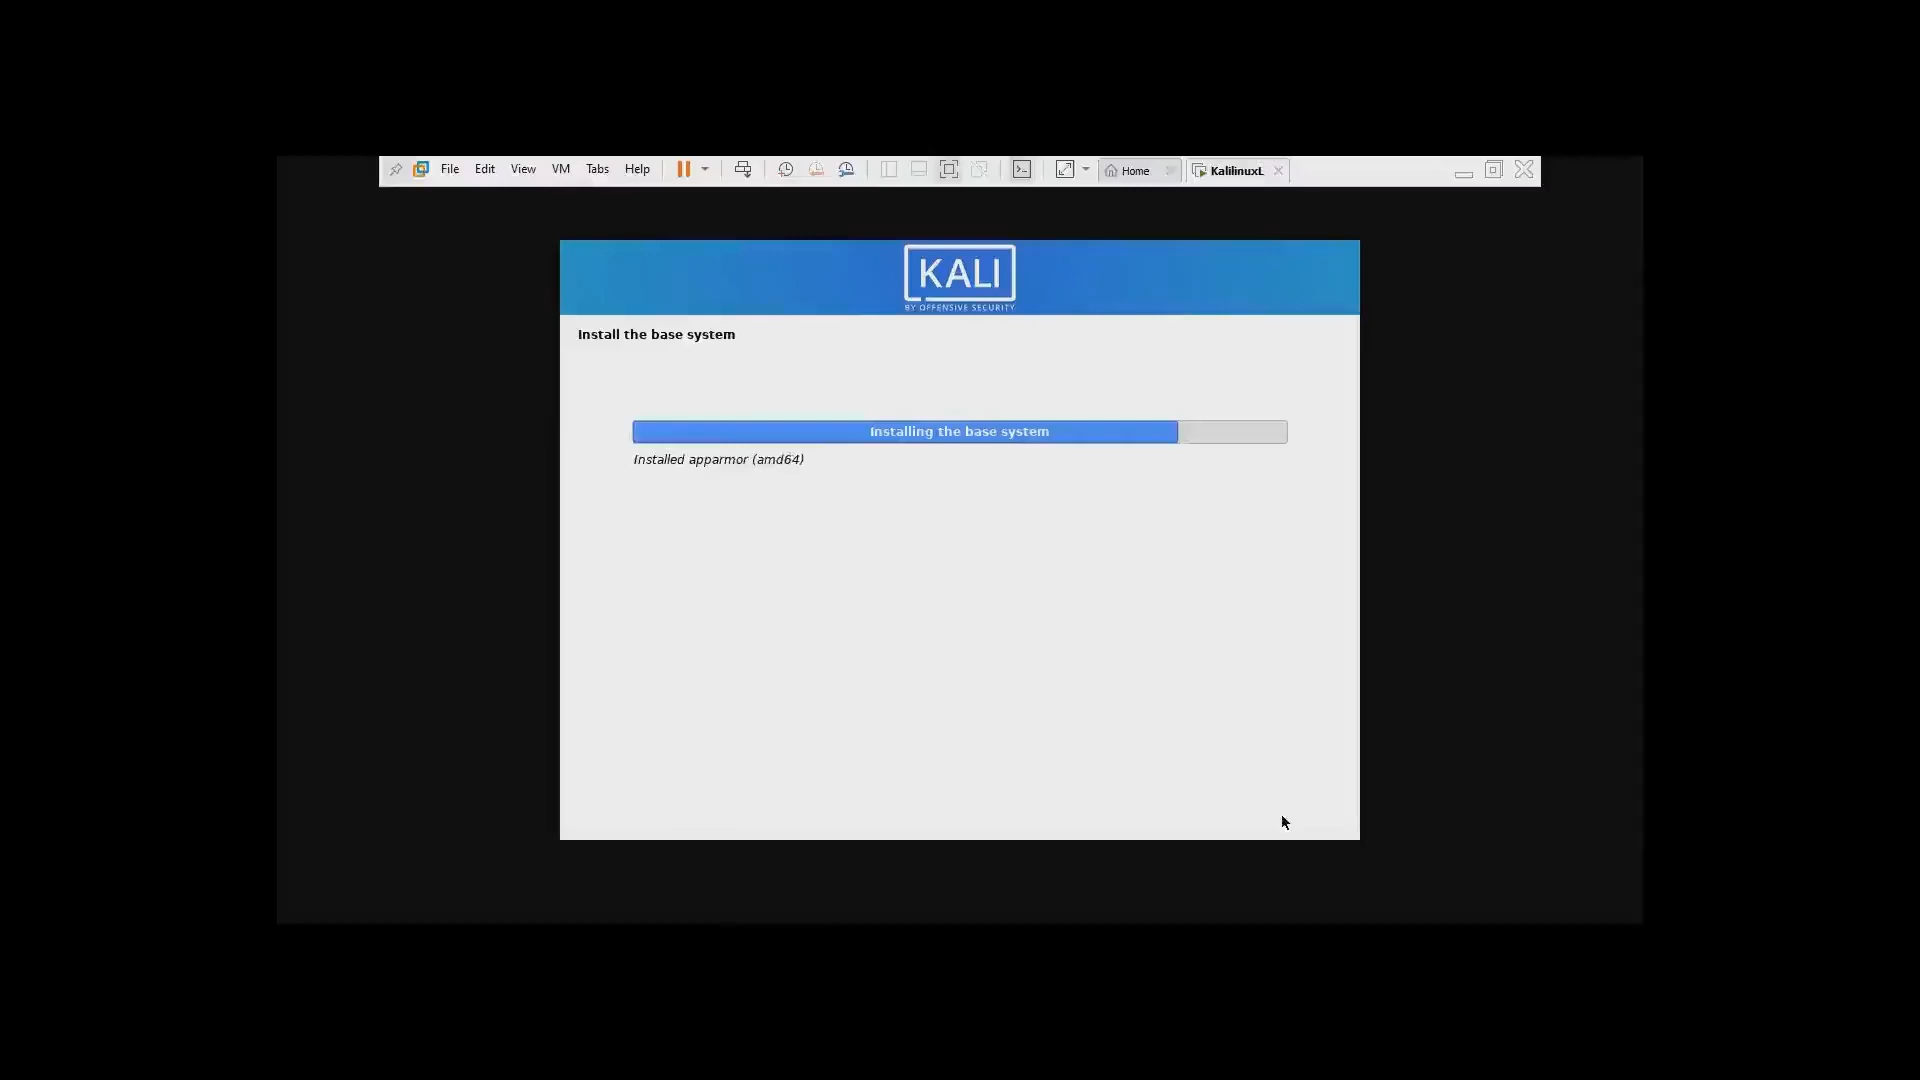 File Edit View VM Tabs Help Home KalilinuxL
KALI
BY OFFENSIVE SECURITY
Install the base system
Installing the base system
Installed apparmor (amd64)